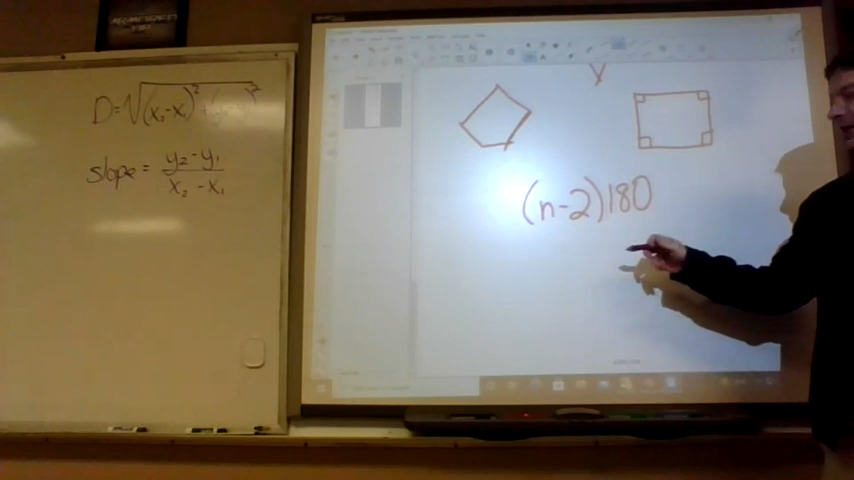 D=√(x₂-x₁)²+(y₂-y₁)²
slope = y₂-y₁/x₂-x₁
y
(n-2)180